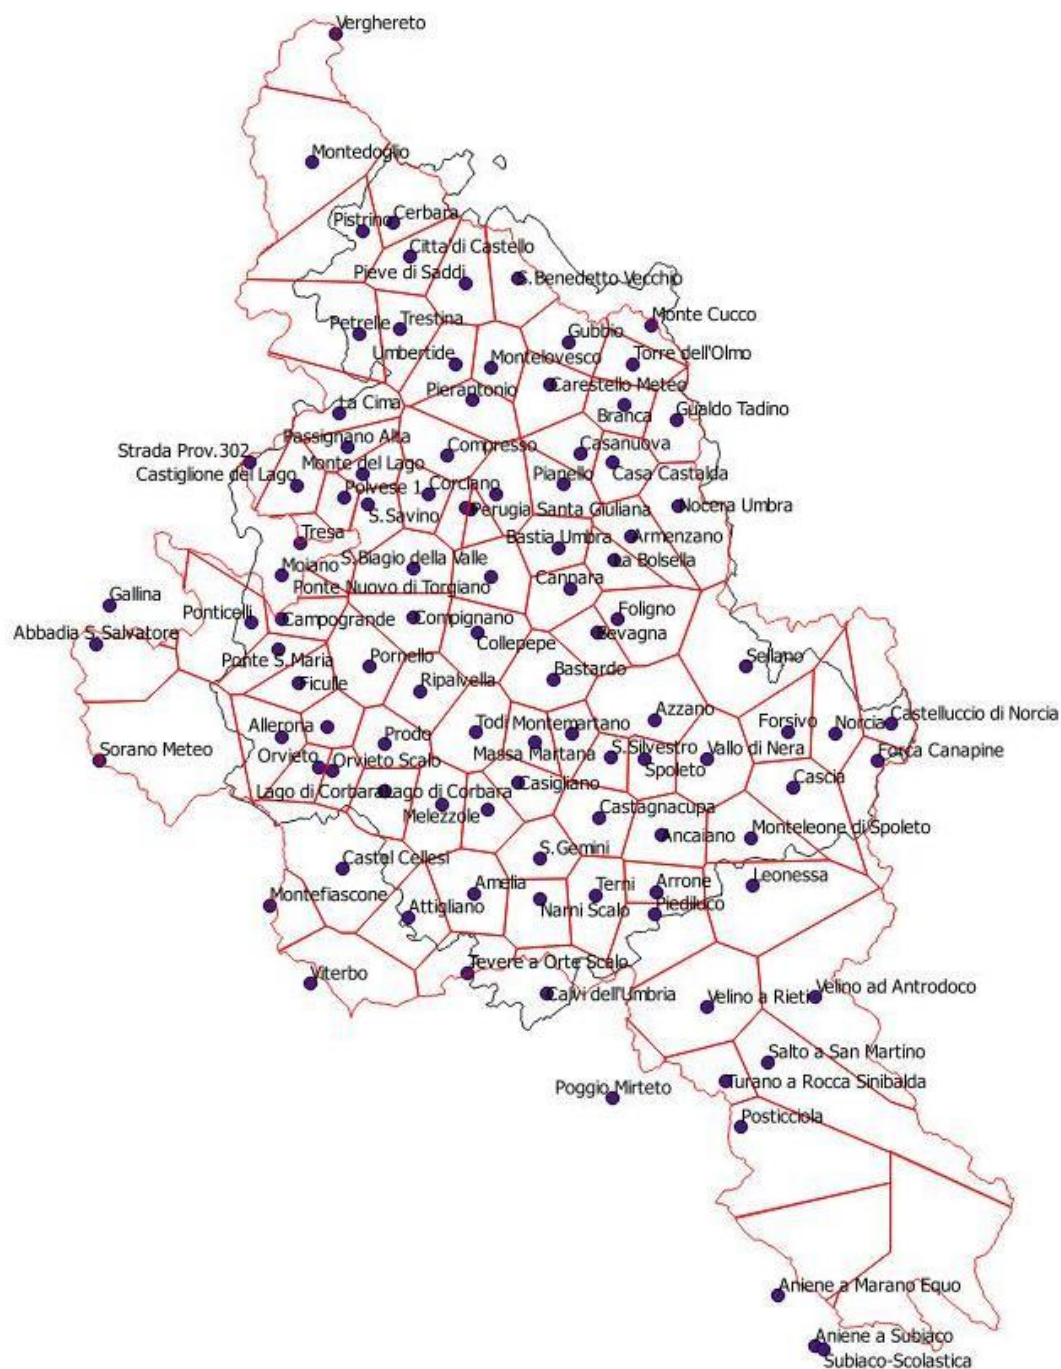 Verghereto
Montedoglio
Pistrino
Cerbara
Citta di Castello
Pieve di Saddi
S.Benedetto Vecchio
Monte Cucco
Petrelle
Trestina
Gubbio
Umbertide
Montelovesco
Torre dell'Olmo
Pierantonio
Carestello Meteo
La Cima
Branca
Gualdo Tadino
Passignano Alta
Compresso
Casanuova
Strada Prov.302
Castiglione del Lago
Monte del Lago
Pianello
Casa Castalda
Polvese 1
Corciano
S.Savino
Perugia Santa Giuliana
Nocera Umbra
Tresa
Bastia Umbra
Armenzano
Moiano
S.Biagio della Valle
La Bolsella
Ponte Nuovo di Torgiano
Cannara
Gallina
Ponticelli
Campogrande
Compignano
Foligno
Abbadia S.Salvatore
Collepepe
Bevagna
Ponte S.Maria
Pornello
Bastardo
Sellano
Ficulle
Ripalvella
Allerona
Prodo
Todi
Montemartano
Azzano
Forsivo
Norcia
Castelluccio di Norcia
Sorano Meteo
Orvieto
Orvieto Scalo
Massa Martana
S.Silvestro
Spoleto
Vallo di Nera
Forca Canapine
Lago di Corbara
Lago di Corbara
Casigliano
Cascia
Melezzole
Castagnacupa
Ancaiano
Monteleone di Spoleto
Castel Cellesi
S.Gemini
Leonessa
Montefiascone
Attigliano
Amelia
Narni Scalo
Terni
Arrone
Piediluco
Viterbo
Tevere a Orte Scalo
Calvi dell'Umbria
Velino a Rieti
Velino ad Antrodoco
Salto a San Martino
Poggio Mirteto
Turano a Rocca Sinibalda
Posticciola
Aniene a Marano Equo
Aniene a Subiaco
Subiaco-Scolastica